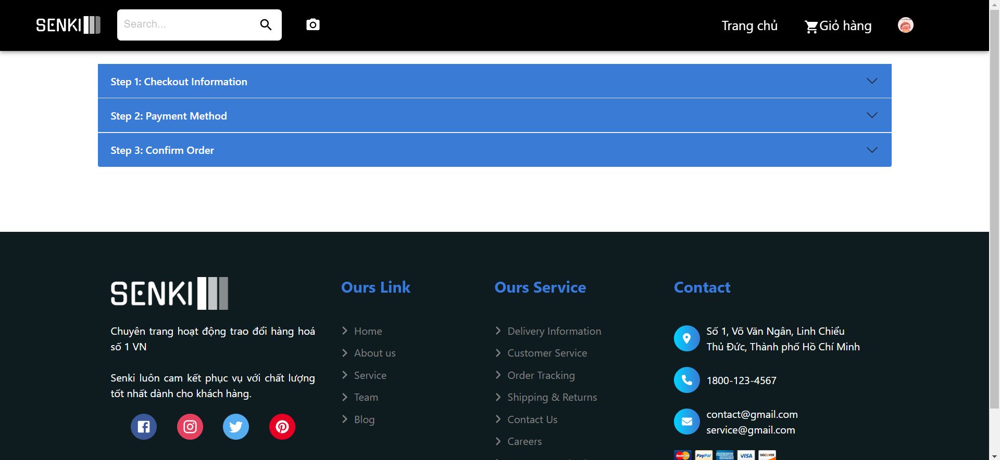 SENKI
Search...
Trang chủ
Giỏ hàng
Step 1: Checkout Information
Step 2: Payment Method
Step 3: Confirm Order
SENKI
Chuyên trang hoạt động trao đổi hàng hoá
số 1 VN
Senki luôn cam kết phục vụ với chất lượng
tốt nhất dành cho khách hàng.
Ours Link
Home
About us
Service
Team
Blog
Ours Service
Delivery Information
Customer Service
Order Tracking
Shipping & Returns
Contact Us
Careers
Contact
Số 1, Võ Văn Ngân, Linh Chiểu
Thủ Đức, Thành phố Hồ Chí Minh
1800-123-4567
contact@gmail.com
service@gmail.com
MasterCard
PayPal
AMERICAN EXPRESS
VISA
DISCOVER